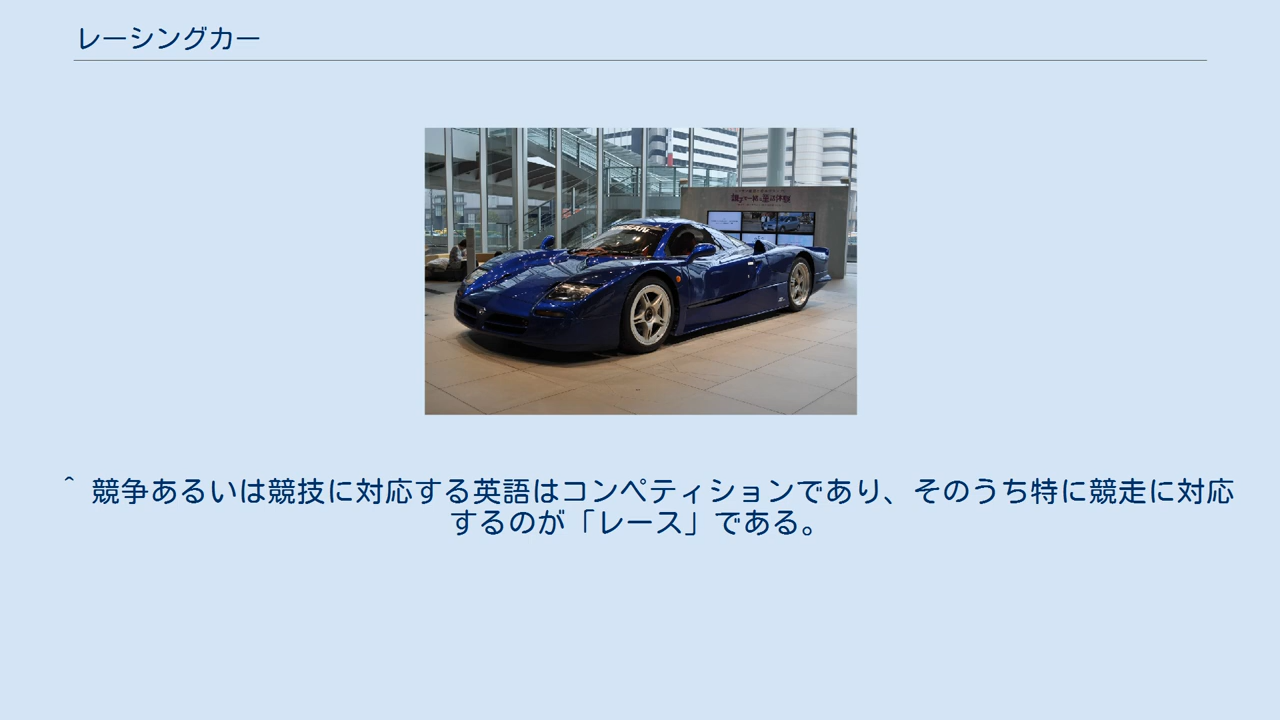 レーシングカー
NISSAN
^ 競争あるいは競技に対応する英語はコンペティションであり、そのうち特に競走に対応
するのが「レース」である。